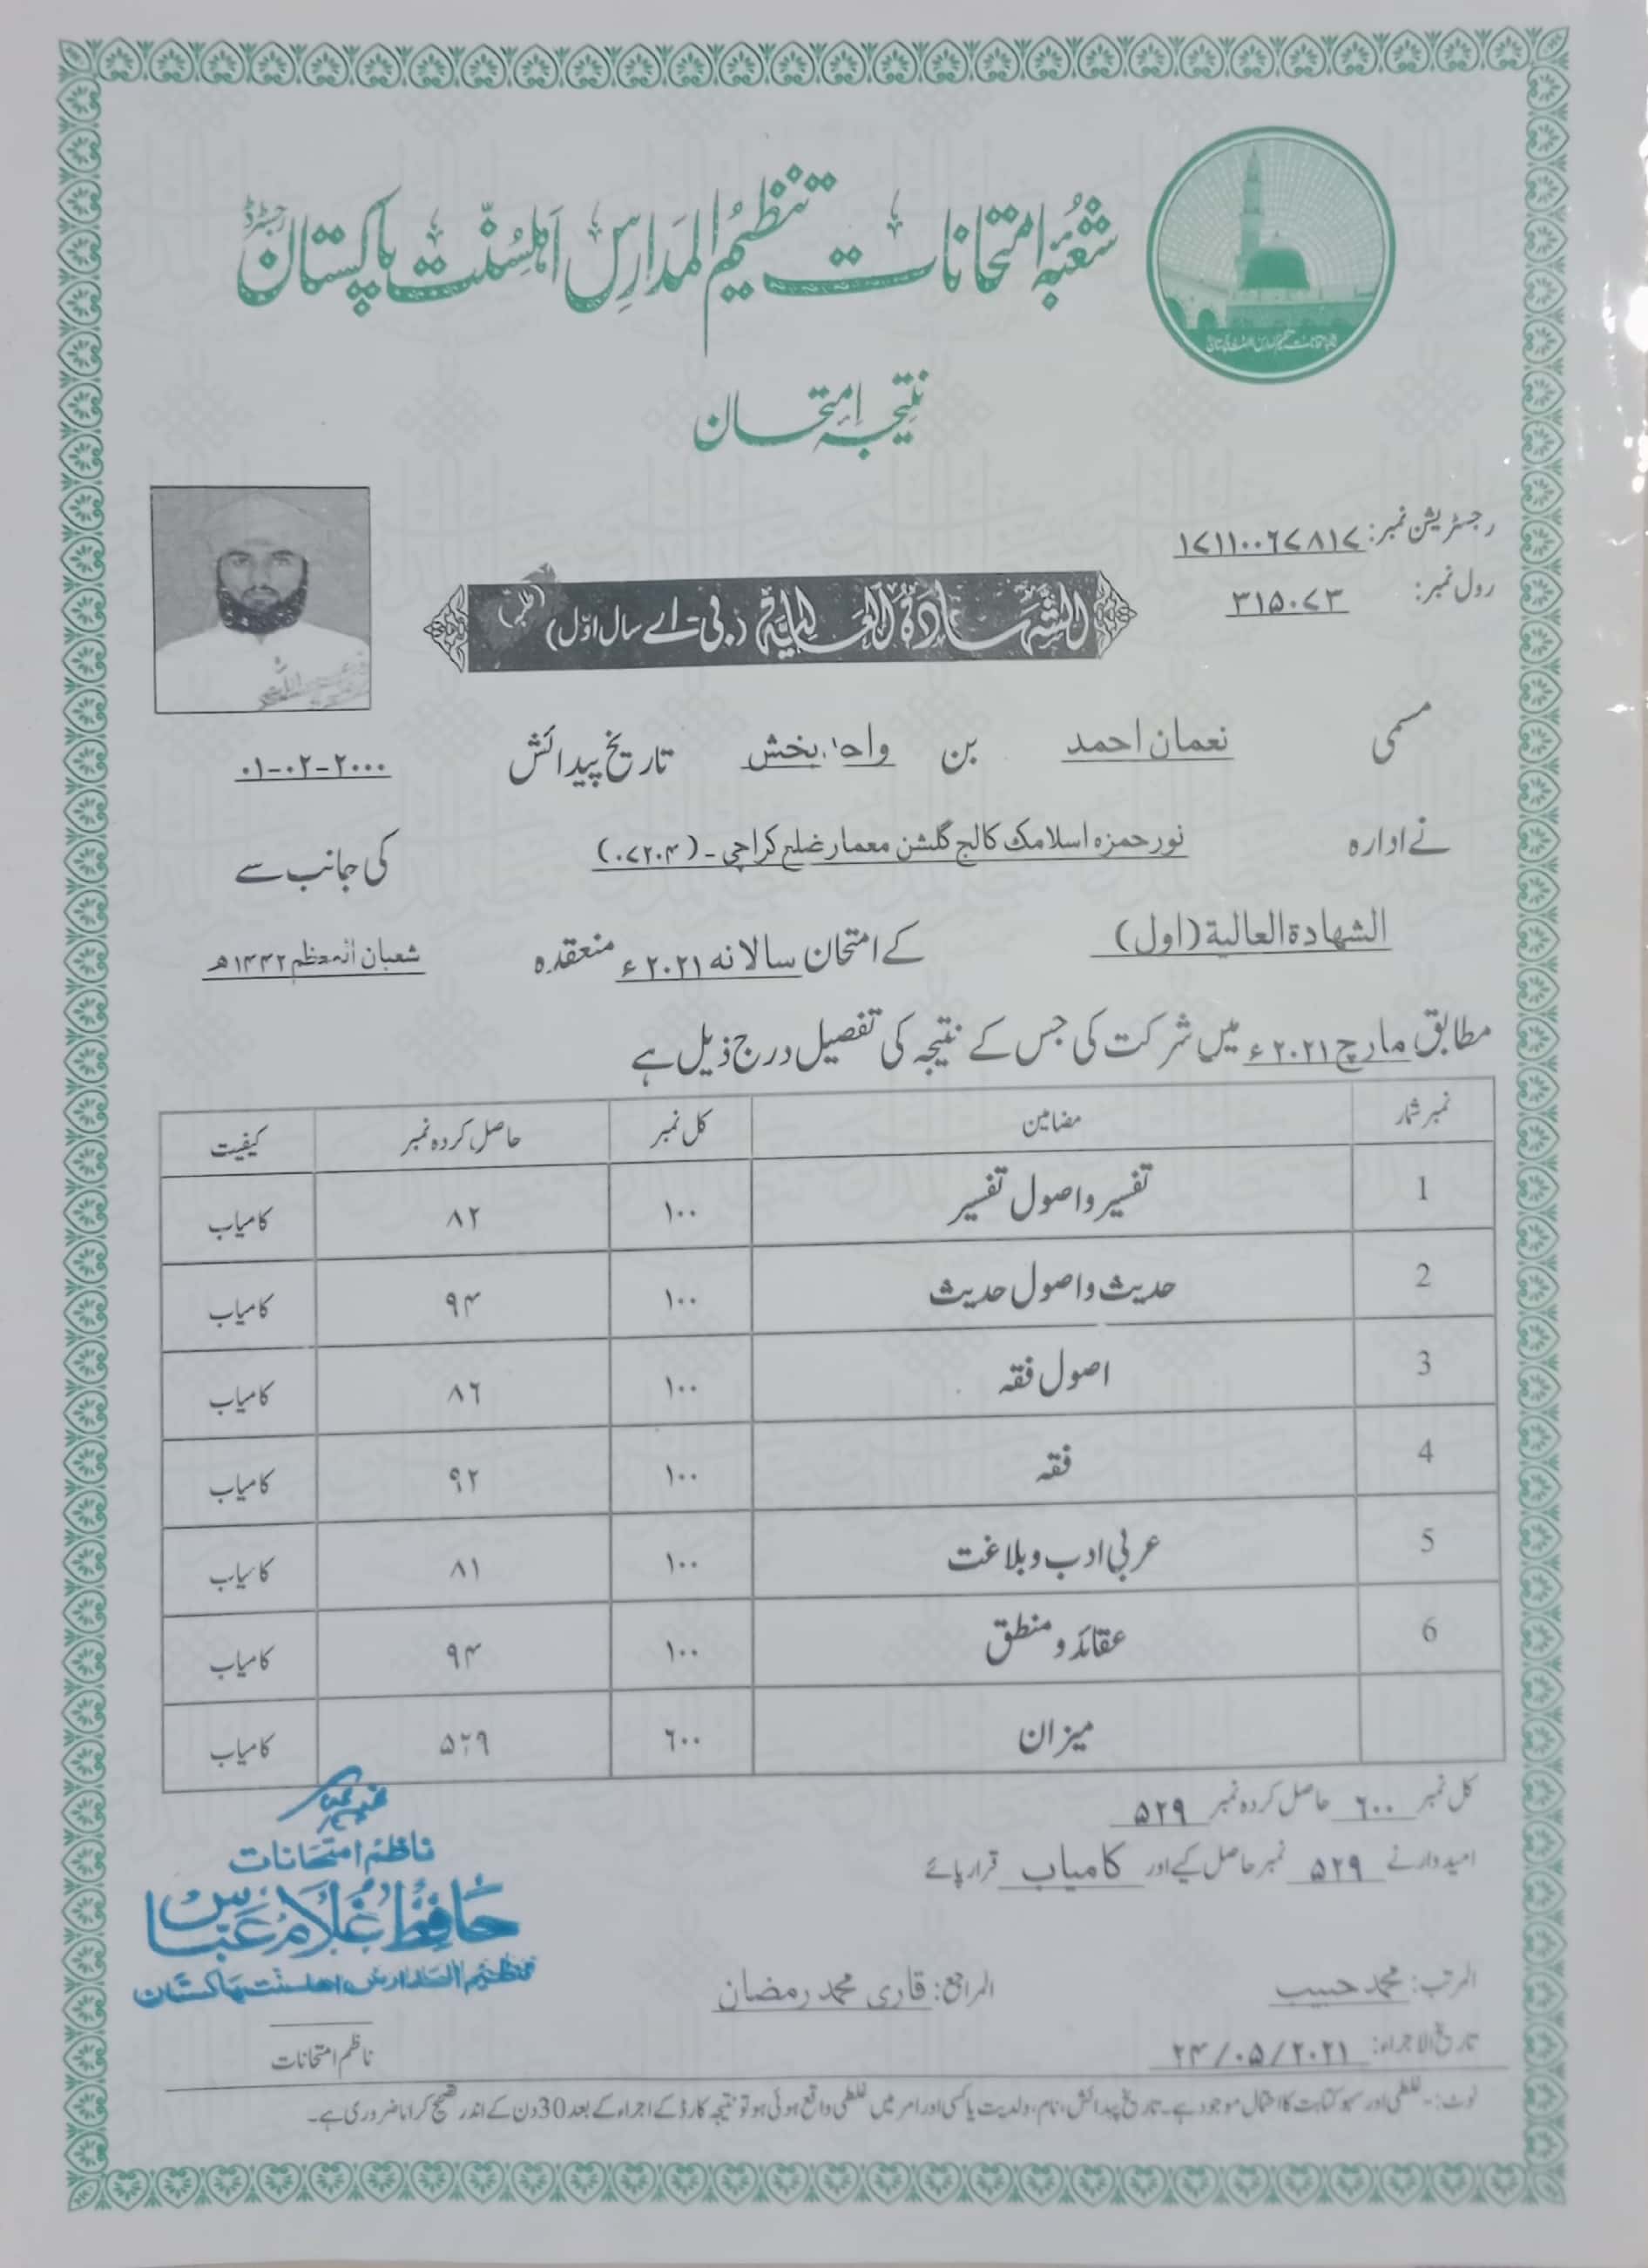 شعبہ امتحانات تنظیم المدارس اہلسنت پاکستان رجسٹرڈ
نتیجہ امتحان
رجسٹریشن نمبر: ۱۷۱۱۰۰۶۷۸۱۷
رول نمبر: ۳۱۵۰۷۳
الشہادۃ العالیۃ (بی-اے سال اول)
مسمی نعمان احمد بن واحد بخش تاریخ پیدائش ۰۱-۰۲-۲۰۰۰
نے ادارہ نور حمزہ اسلامک کالج گلشن معمار ضلع کراچی - (۰۷۲۰۴) کی جانب سے
الشهادة العالية (اول) کے امتحان سالانہ ۲۰۲۱ء منعقدہ شعبان المعظم ۱۴۴۲ھ
مطابق مارچ ۲۰۲۱ء میں شرکت کی جس کے نتیجہ کی تفصیل درج ذیل ہے
نمبر شمار مضامین کل نمبر حاصل کردہ نمبر کیفیت
1 تفسیر و اصول تفسیر ۱۰۰ ۸۲ کامیاب
2 حدیث و اصول حدیث ۱۰۰ ۹۴ کامیاب
3 اصول فقہ ۱۰۰ ۸۶ کامیاب
4 فقہ ۱۰۰ ۹۲ کامیاب
5 عربی ادب و بلاغت ۱۰۰ ۸۱ کامیاب
6 عقائد و منطق ۱۰۰ ۹۴ کامیاب
میزان ۶۰۰ ۵۲۹ کامیاب
کل نمبر ۶۰۰ حاصل کردہ نمبر ۵۲۹
امیدوار نے ۵۲۹ نمبر حاصل کیے اور کامیاب قرار پائے
ناظم امتحانات
حافظ غلام عباس
تنظیم المدارس اهلسنت پاکستان
المرتب: محمد حسیب الراجع: قاری محمد رمضان
تاریخ الاجراء: ۲۴/۰۵/۲۰۲۱ ناظم امتحانات
نوٹ:- غلطی اور سہو کتابت کا احتمال موجود ہے۔ تاریخ پیدائش، نام، ولدیت یا کسی اور امر میں غلطی واقع ہوئی ہو تو نتیجہ کارڈ کے اجراء کے بعد 30 دن کے اندر تصحیح کرانا ضروری ہے۔